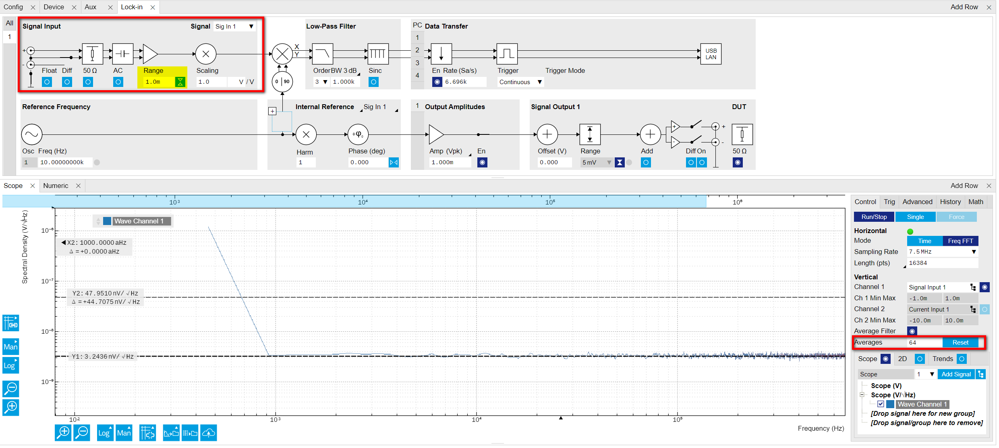 Config Device Aux Lock-in Add Row
All
1
Signal Input Signal Sig In 1
+
-
Float Diff 50 Ω AC Range Scaling
1.0m 1.0 V / V
X
Y
0 | 90
Low-Pass Filter
Order BW 3 dB Sinc
3 1.000k
PC Data Transfer
1
2
3
4
USB
LAN
En Rate (Sa/s) Trigger Trigger Mode
6.696k Continuous
Reference Frequency
Osc Freq (Hz)
1 10.00000000k
+
Internal Reference Sig In 1
+φ₀
Harm Phase (deg)
1 0.000
1 Output Amplitudes
Amp (Vpk) En
1.000m
Signal Output 1 DUT
+
-
+
-
Offset (V) Range Add Diff On 50 Ω
0.000 5 mV
Scope Numeric Add Row
10³ 10⁴ 10⁵ 10⁶
Spectral Density (V/√Hz)
Wave Channel 1
10⁻⁶
X2: 1000.0000 aHz
Δ = +0.0000 aHz
10⁻⁷
Y2: 47.9510 nV/ √Hz
Δ = +44.7075 nV/ √Hz
10⁻⁸
Y1: 3.2436 nV/ √Hz
10⁻⁹
Man
Log
10² 10³ 10⁴ 10⁵
Frequency (Hz)
Log Man
Control Trig Advanced History Math
Run/Stop Single Force
Horizontal
Mode Time Freq FFT
Sampling Rate 7.5 MHz
Length (pts) 16384
Vertical
Channel 1 Signal Input 1
Ch 1 Min Max -1.0m 1.0m
Channel 2 Current Input 1
Ch 2 Min Max -10.0m 10.0m
Average Filter
Averages 64 Reset
Scope 2D Trends
Scope 1 Add Signal
Scope (V)
Scope (V/√Hz)
Wave Channel 1
[Drop signal here for new group]
[Drop signal/group here to remove]